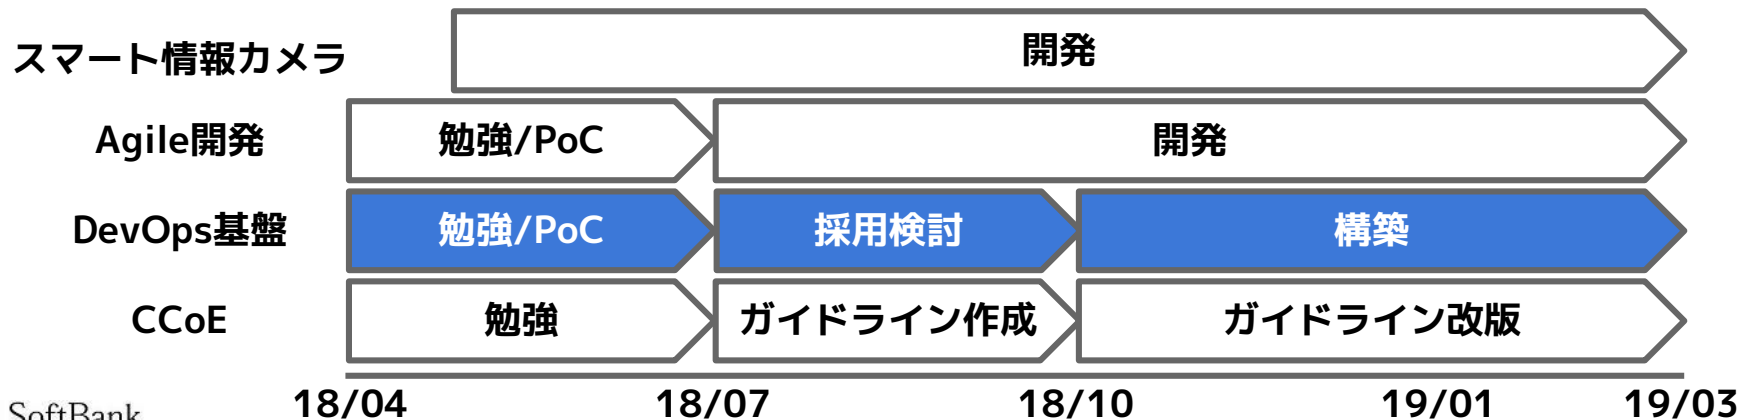 スマート情報カメラ
開発
Agile開発
勉強/PoC
開発
DevOps基盤
勉強/PoC
採用検討
構築
CCoE
勉強
ガイドライン作成
ガイドライン改版
18/04
18/07
18/10
19/01
19/03
SoftBank